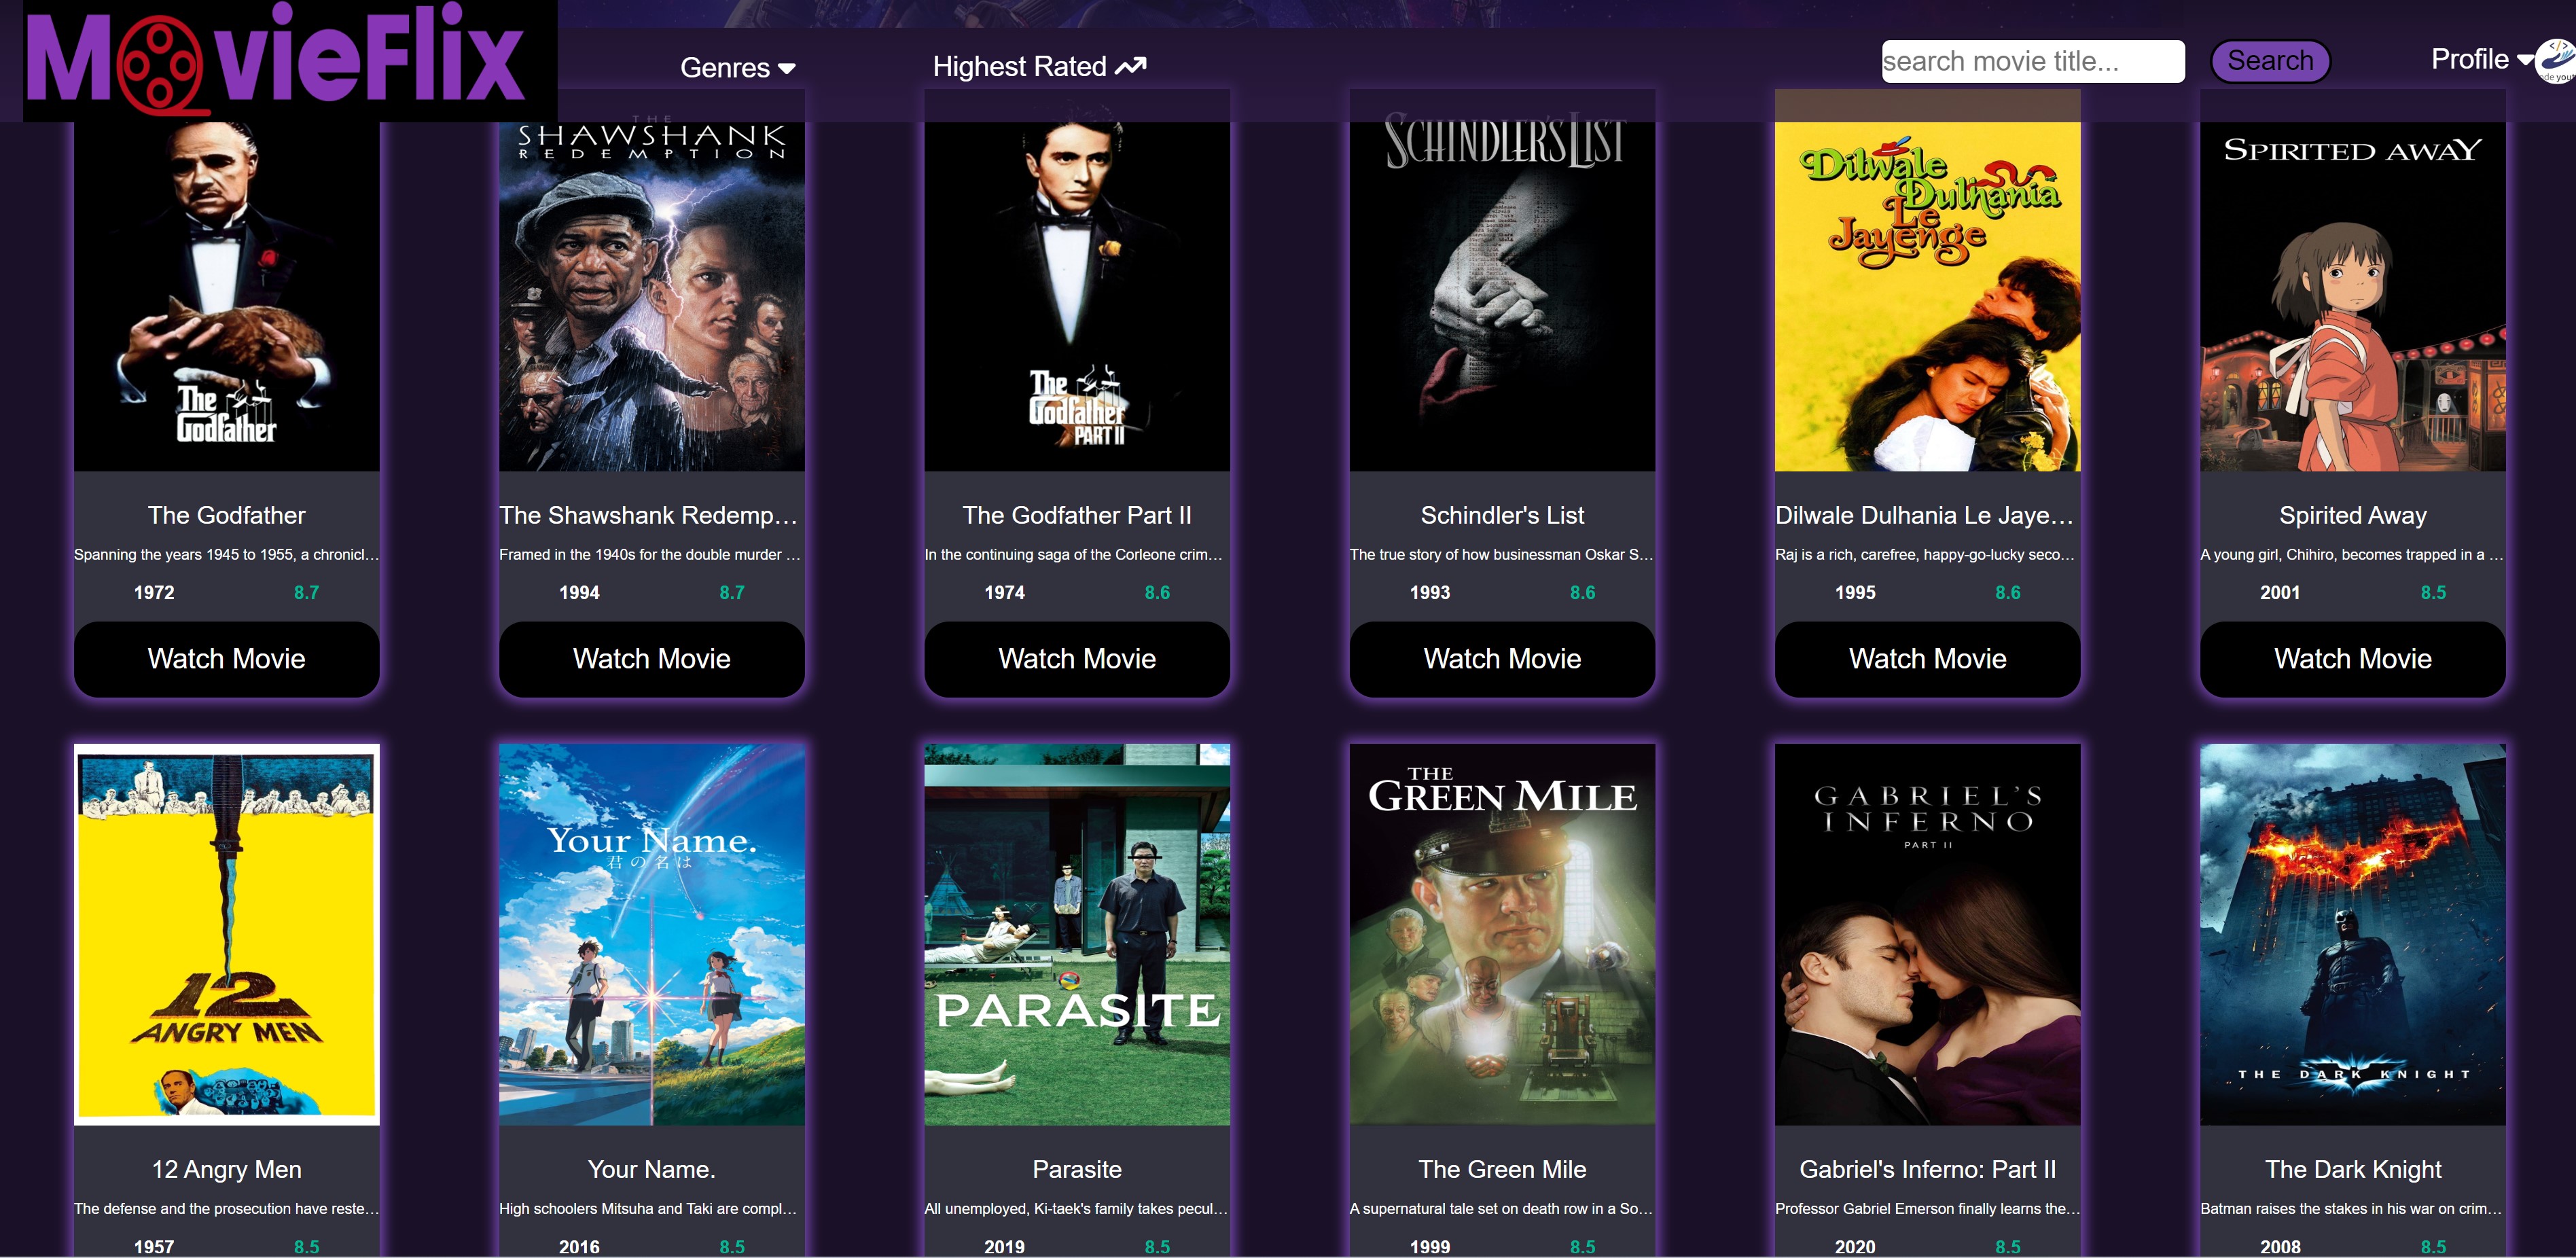 MovieFlix
Genres
Highest Rated
search movie title...
Search
Profile
</>
ode you
The
Godfather
THE
SHAWSHANK
REDEMPTION
The
Godfather
PART II
SCHINDLER'S LIST
Dilwale
Dulhania
Le
Jayenge
SPIRITED AWAY
The Godfather
Spanning the years 1945 to 1955, a chronicl...
1972 8.7
Watch Movie
The Shawshank Redemp...
Framed in the 1940s for the double murder ...
1994 8.7
Watch Movie
The Godfather Part II
In the continuing saga of the Corleone crim...
1974 8.6
Watch Movie
Schindler's List
The true story of how businessman Oskar S...
1993 8.6
Watch Movie
Dilwale Dulhania Le Jaye...
Raj is a rich, carefree, happy-go-lucky seco...
1995 8.6
Watch Movie
Spirited Away
A young girl, Chihiro, becomes trapped in a ...
2001 8.5
Watch Movie
12
ANGRY MEN
Your Name.
君の名は
PARASITE
THE
GREEN MILE
GABRIEL'S
INFERNO
PART II
THE DARK KNIGHT
12 Angry Men
The defense and the prosecution have reste...
1957 8.5
Your Name.
High schoolers Mitsuha and Taki are compl...
2016 8.5
Parasite
All unemployed, Ki-taek's family takes pecul...
2019 8.5
The Green Mile
A supernatural tale set on death row in a So...
1999 8.5
Gabriel's Inferno: Part II
Professor Gabriel Emerson finally learns the...
2020 8.5
The Dark Knight
Batman raises the stakes in his war on crim...
2008 8.5